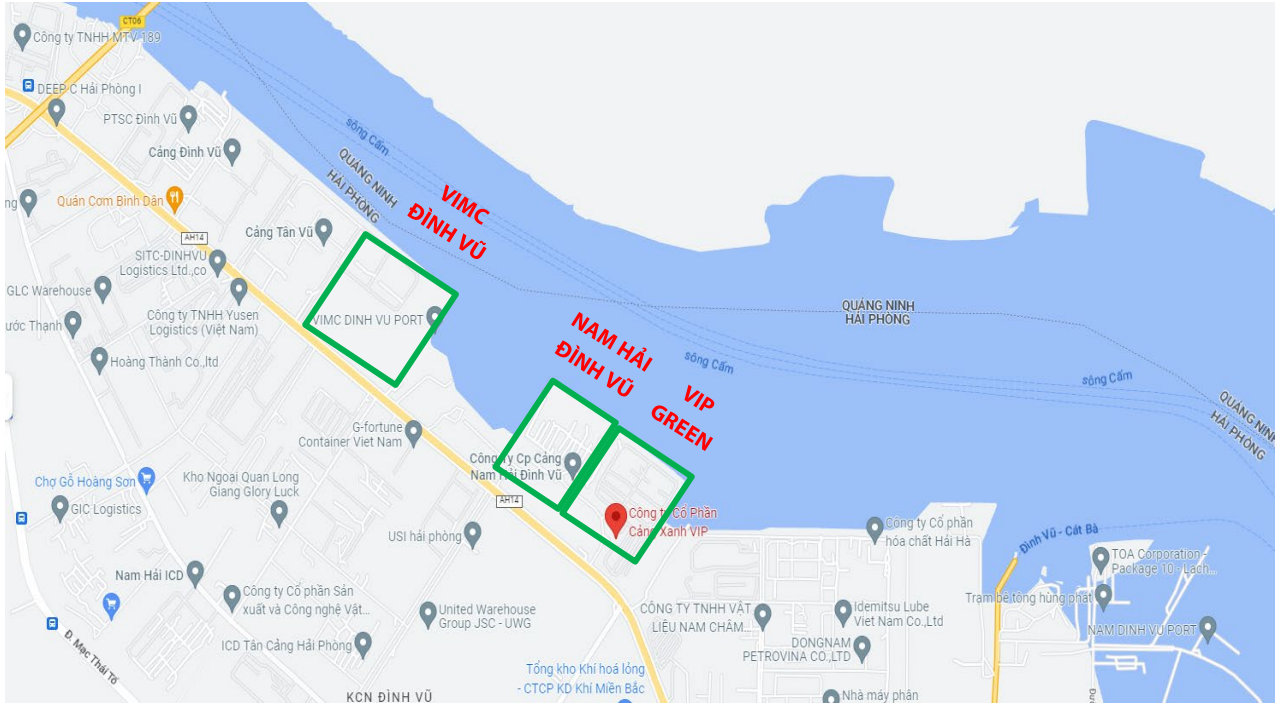 CT06
Công ty TNHH MTV 189
DEEP C Hải Phòng I
PTSC Đình Vũ
Cảng Đình Vũ
sông Cấm
QUẢNG NINH
HẢI PHÒNG
Quán Cơm Bình Dân
VIMC
ĐÌNH VŨ
AH14
Cảng Tân Vũ
SITC-DINHVU
Logistics Ltd.,co
GLC Warehouse
Công ty TNHH Yusen
Logistics (Việt Nam)
VIMC DINH VU PORT
ước Thạnh
Hoàng Thành Co.,ltd
QUẢNG NINH
HẢI PHÒNG
NAM HẢI
ĐÌNH VŨ
VIP
GREEN
sông Cấm
sông Cấm
QUẢNG NINH
HẢI PHÒNG
G-fortune
Container Viet Nam
Công Ty Cp Cảng
Nam Hải Đình Vũ
Chợ Gỗ Hoàng Sơn
Kho Ngoại Quan Long
Giang Glory Luck
AH14
GIC Logistics
Công ty Cổ Phần
Cảng Xanh VIP
USI hải phòng
Công ty Cổ phần
hóa chất Hải Hà
Đình Vũ - Cát Bà
TOA Corporation -
Package 10 - Lach...
Nam Hải ICD
Công ty Cổ phần Sản
xuất và Công nghệ Vật...
United Warehouse
Group JSC - UWG
CÔNG TY TNHH VẬT
LIỆU NAM CHÂM...
Idemitsu Lube
Viet Nam Co.,Ltd
Trạm bê tông hùng phát
NAM DINH VU PORT
ICD Tân Cảng Hải Phòng
DONGNAM
PETROVINA CO.,LTD
Đ. Mạc Thái Tổ
Tổng kho Khí hoá lỏng
- CTCP KD Khí Miền Bắc
KCN ĐÌNH VŨ
Nhà máy phân